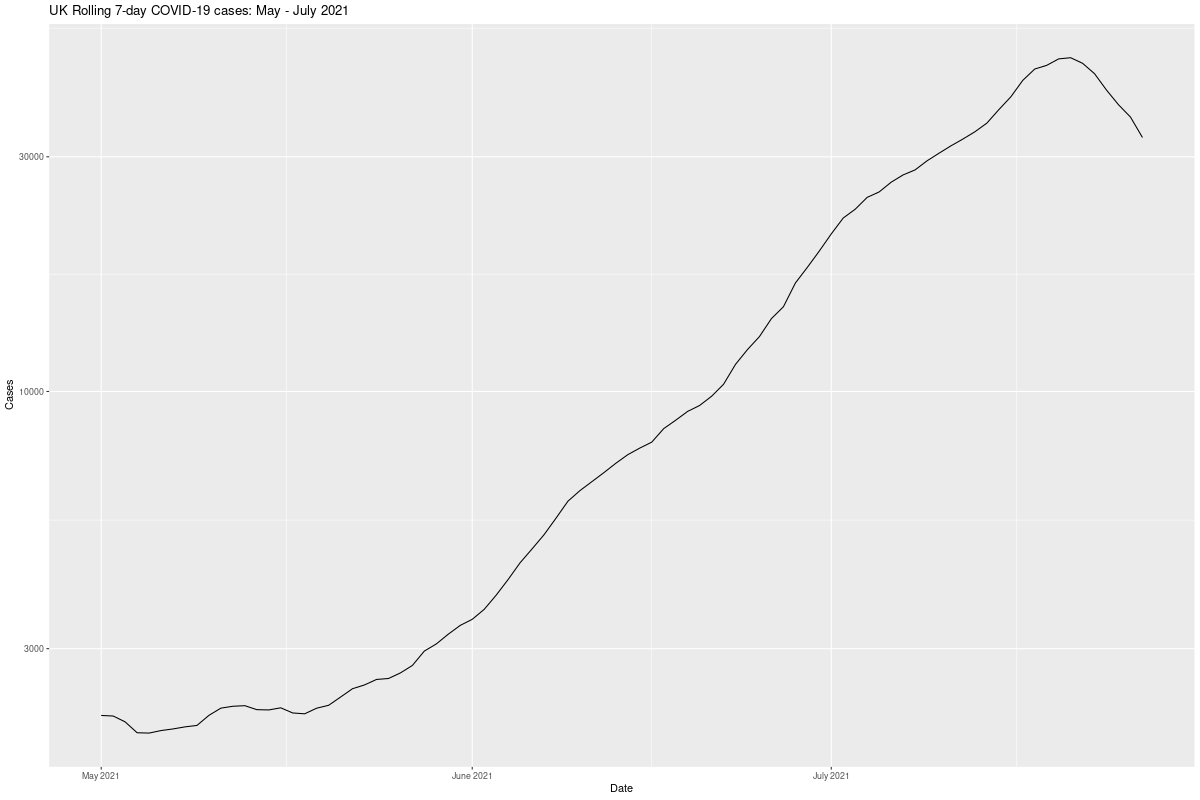 UK Rolling 7-day COVID-19 cases: May - July 2021
30000
10000
3000
Cases
May 2021
June 2021
July 2021
Date